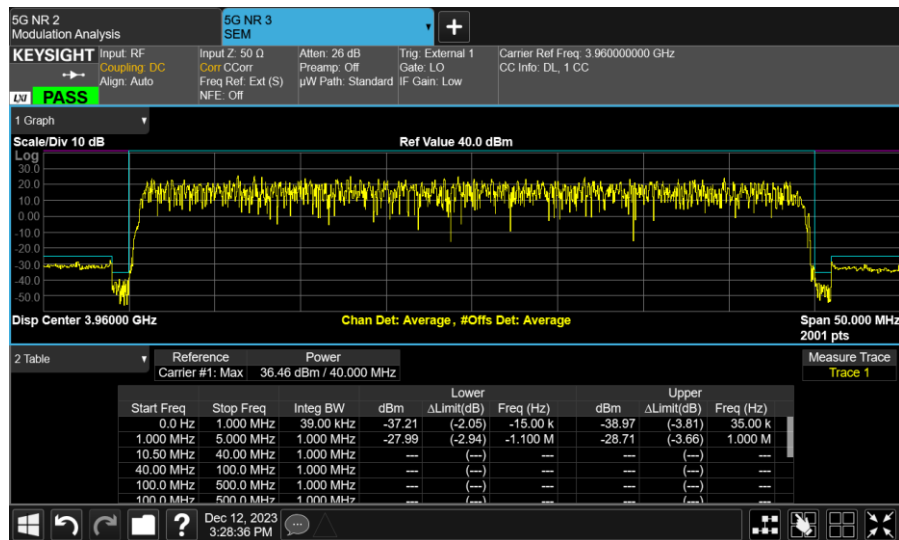 5G NR 2
Modulation Analysis
5G NR 3
SEM
+
KEYSIGHT
Input: RF
Coupling: DC
Align: Auto
Input Z: 50 Ω
Corr CCorr
Freq Ref: Ext (S)
NFE: Off
Atten: 26 dB
Preamp: Off
µW Path: Standard
Trig: External 1
Gate: LO
IF Gain: Low
Carrier Ref Freq: 3.960000000 GHz
CC Info: DL, 1 CC
LXI PASS
1 Graph
Scale/Div 10 dB Ref Value 40.0 dBm
Log
30.0
20.0
10.0
0.00
-10.0
-20.0
-30.0
-40.0
-50.0
Disp Center 3.96000 GHz Chan Det: Average, #Offs Det: Average Span 50.000 MHz
2001 pts
2 Table
Reference Power
Carrier #1: Max 36.46 dBm / 40.000 MHz
Measure Trace
Trace 1
Lower Upper
Start Freq Stop Freq Integ BW dBm ΔLimit(dB) Freq (Hz) dBm ΔLimit(dB) Freq (Hz)
0.0 Hz 1.000 MHz 39.00 kHz -37.21 (-2.05) -15.00 k -38.97 (-3.81) 35.00 k
1.000 MHz 5.000 MHz 1.000 MHz -27.99 (-2.94) -1.100 M -28.71 (-3.66) 1.000 M
10.50 MHz 40.00 MHz 1.000 MHz --- (---) --- --- (---) ---
40.00 MHz 100.0 MHz 1.000 MHz --- (---) --- --- (---) ---
100.0 MHz 500.0 MHz 1.000 MHz --- (---) --- --- (---) ---
100.0 MHz 500.0 MHz 1.000 MHz --- (---) --- --- (---) ---
?
Dec 12, 2023
3:28:36 PM